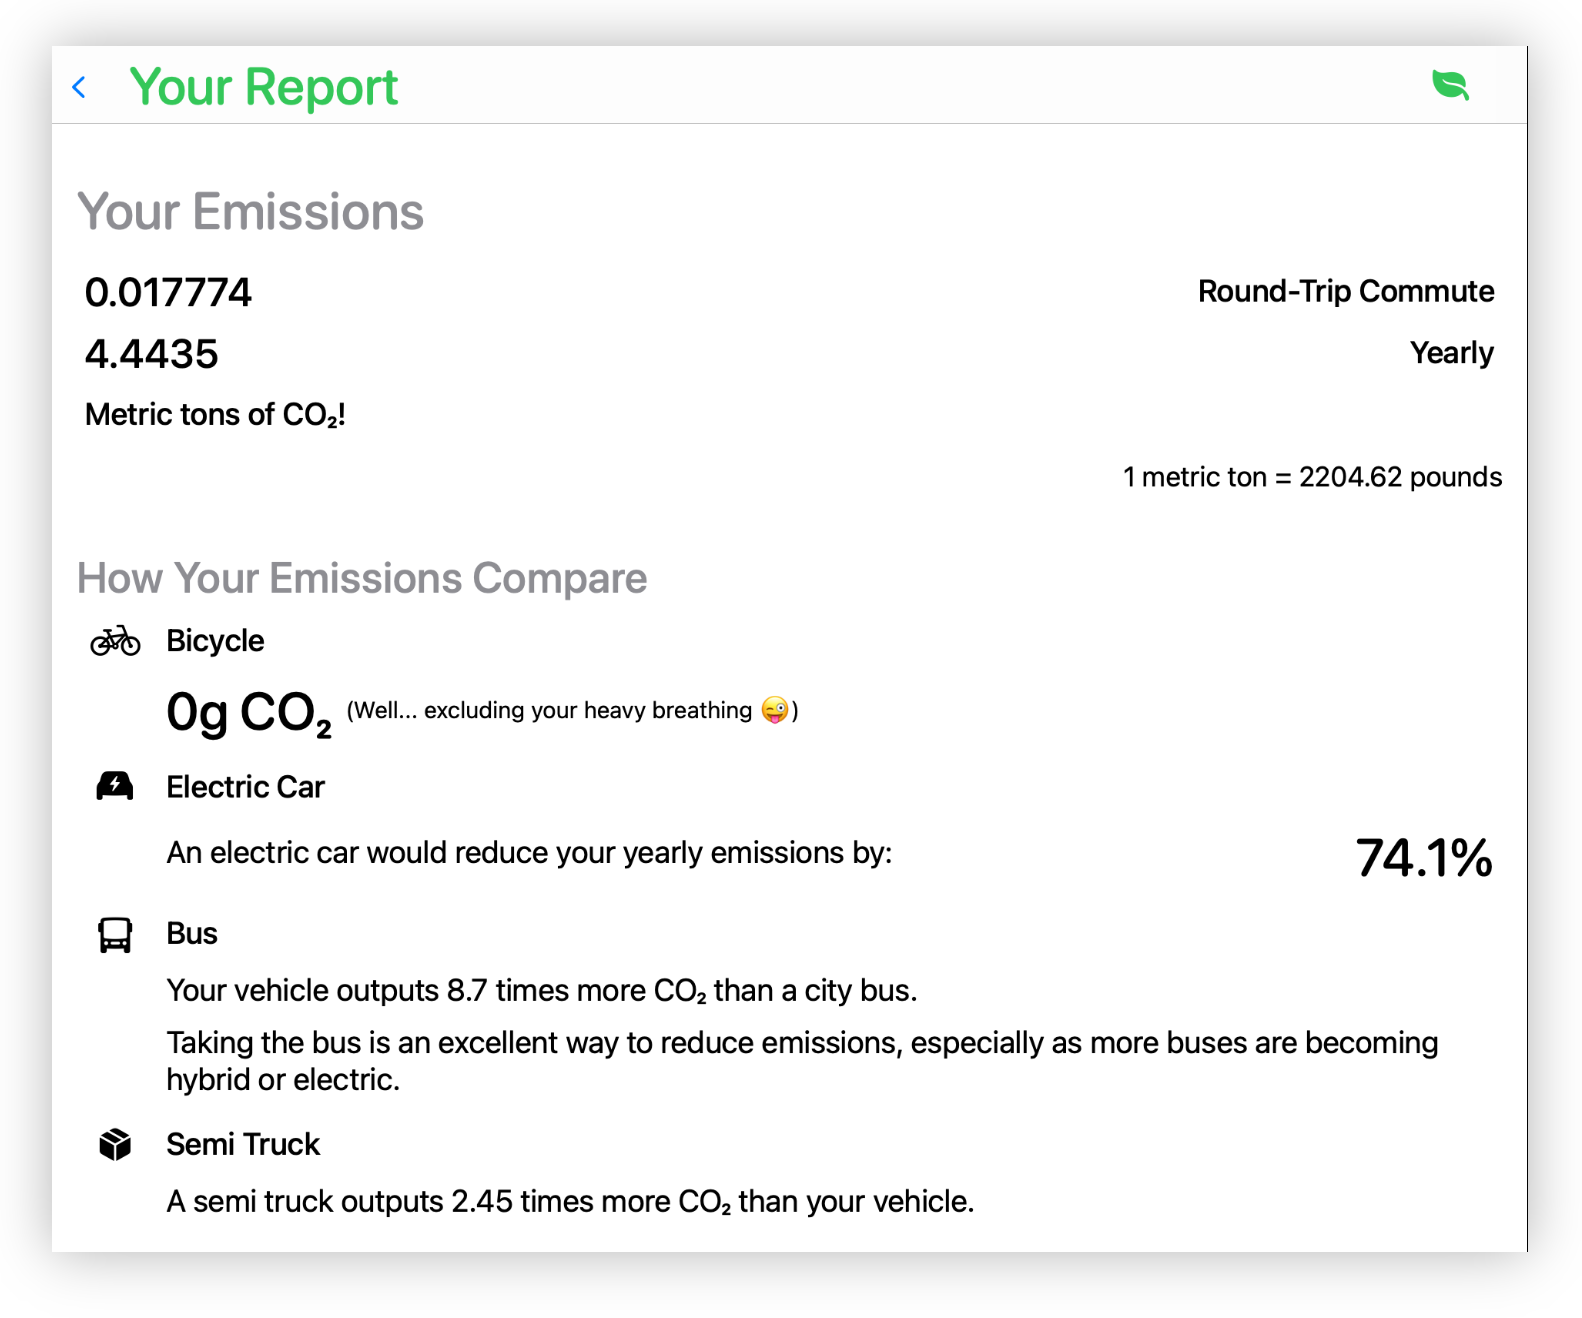 Your Report
Your Emissions
0.017774 Round-Trip Commute
4.4435 Yearly
Metric tons of CO₂!
1 metric ton = 2204.62 pounds
How Your Emissions Compare
Bicycle
0g CO₂ (Well... excluding your heavy breathing 😜)
Electric Car
An electric car would reduce your yearly emissions by: 74.1%
Bus
Your vehicle outputs 8.7 times more CO₂ than a city bus.
Taking the bus is an excellent way to reduce emissions, especially as more buses are becoming
hybrid or electric.
Semi Truck
A semi truck outputs 2.45 times more CO₂ than your vehicle.